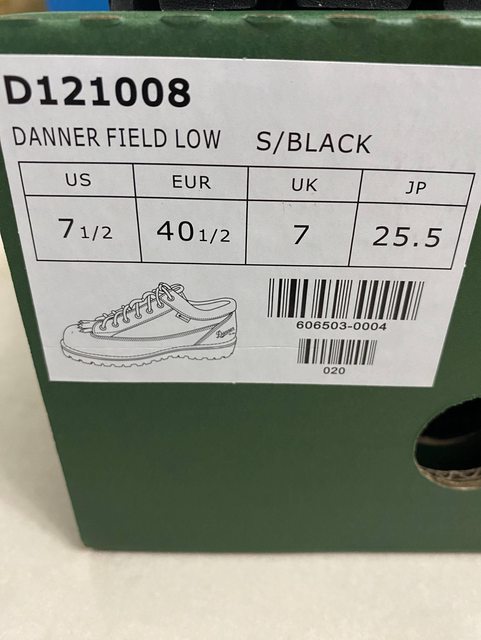 D121008
DANNER FIELD LOW S/BLACK
US EUR UK JP
7 1/2 40 1/2 7 25.5
Danner
606503-0004
020